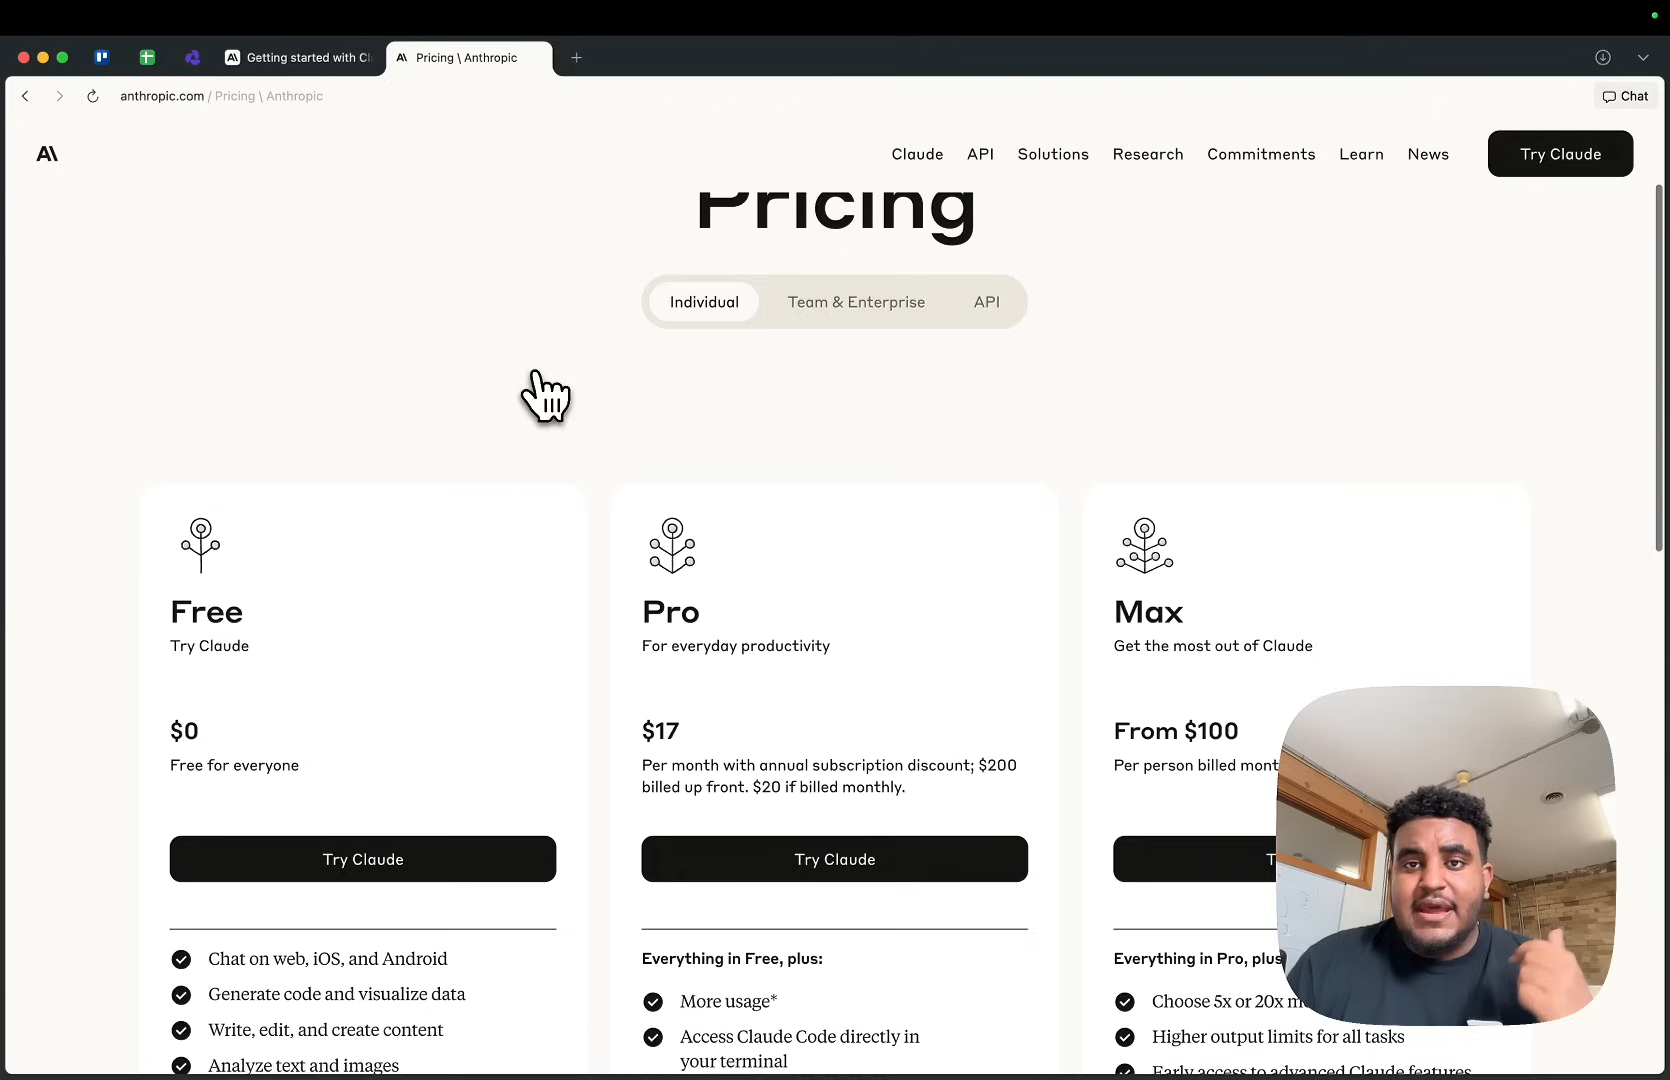 Getting started with Cl
Pricing \ Anthropic
anthropic.com / Pricing \ Anthropic
Chat
Claude
API
Solutions
Research
Commitments
Learn
News
Try Claude
Pricing
Individual
Team & Enterprise
API
Free
Try Claude
$0
Free for everyone
Try Claude
Chat on web, iOS, and Android
Generate code and visualize data
Write, edit, and create content
Analyze text and images
Pro
For everyday productivity
$17
Per month with annual subscription discount; $200
billed up front. $20 if billed monthly.
Try Claude
Everything in Free, plus:
More usage*
Access Claude Code directly in
your terminal
Max
Get the most out of Claude
From $100
Per person billed mont
Everything in Pro, plus
Choose 5x or 20x m
Higher output limits for all tasks
Early access to advanced Claude features